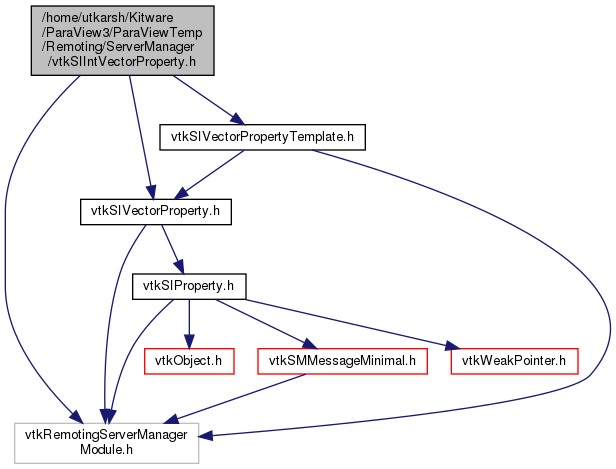 /home/utkarsh/Kitware
/ParaView3/ParaViewTemp
/Remoting/ServerManager
/vtkSIIntVectorProperty.h
vtkSIVectorPropertyTemplate.h
vtkSIVectorProperty.h
vtkSIProperty.h
vtkObject.h
vtkSMMessageMinimal.h
vtkWeakPointer.h
vtkRemotingServerManager
Module.h